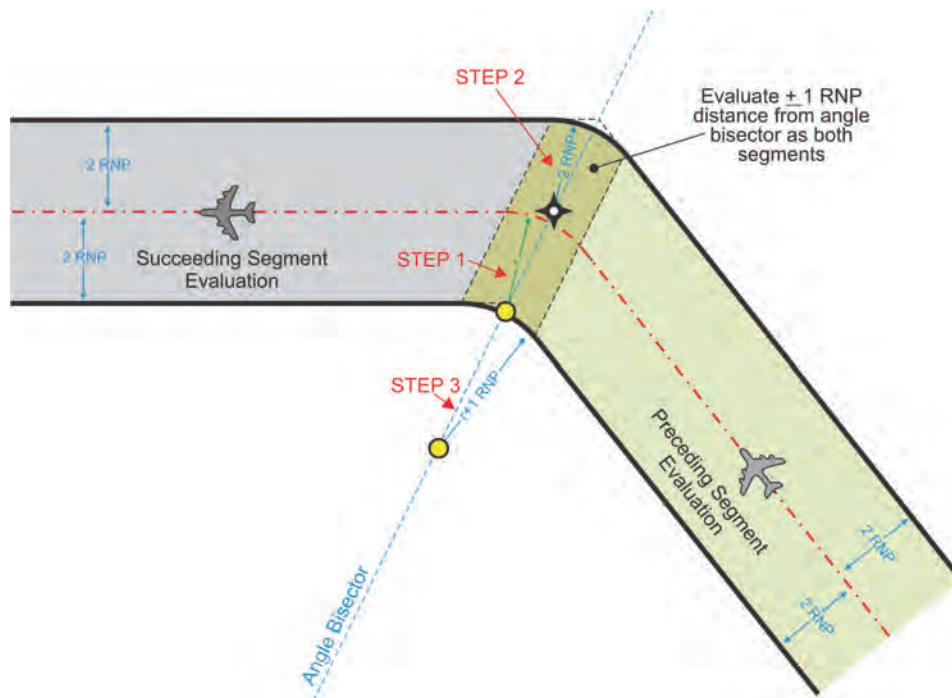 STEP 2
Evaluate + 1 RNP
distance from angle
bisector as both
segments
2 RNP
2 RNP
2 RNP
Succeeding Segment
Evaluation
STEP 1
STEP 3
(+1 RNP
Preceding Segment
Evaluation
2 RNP
2 RNP
Angle Bisector